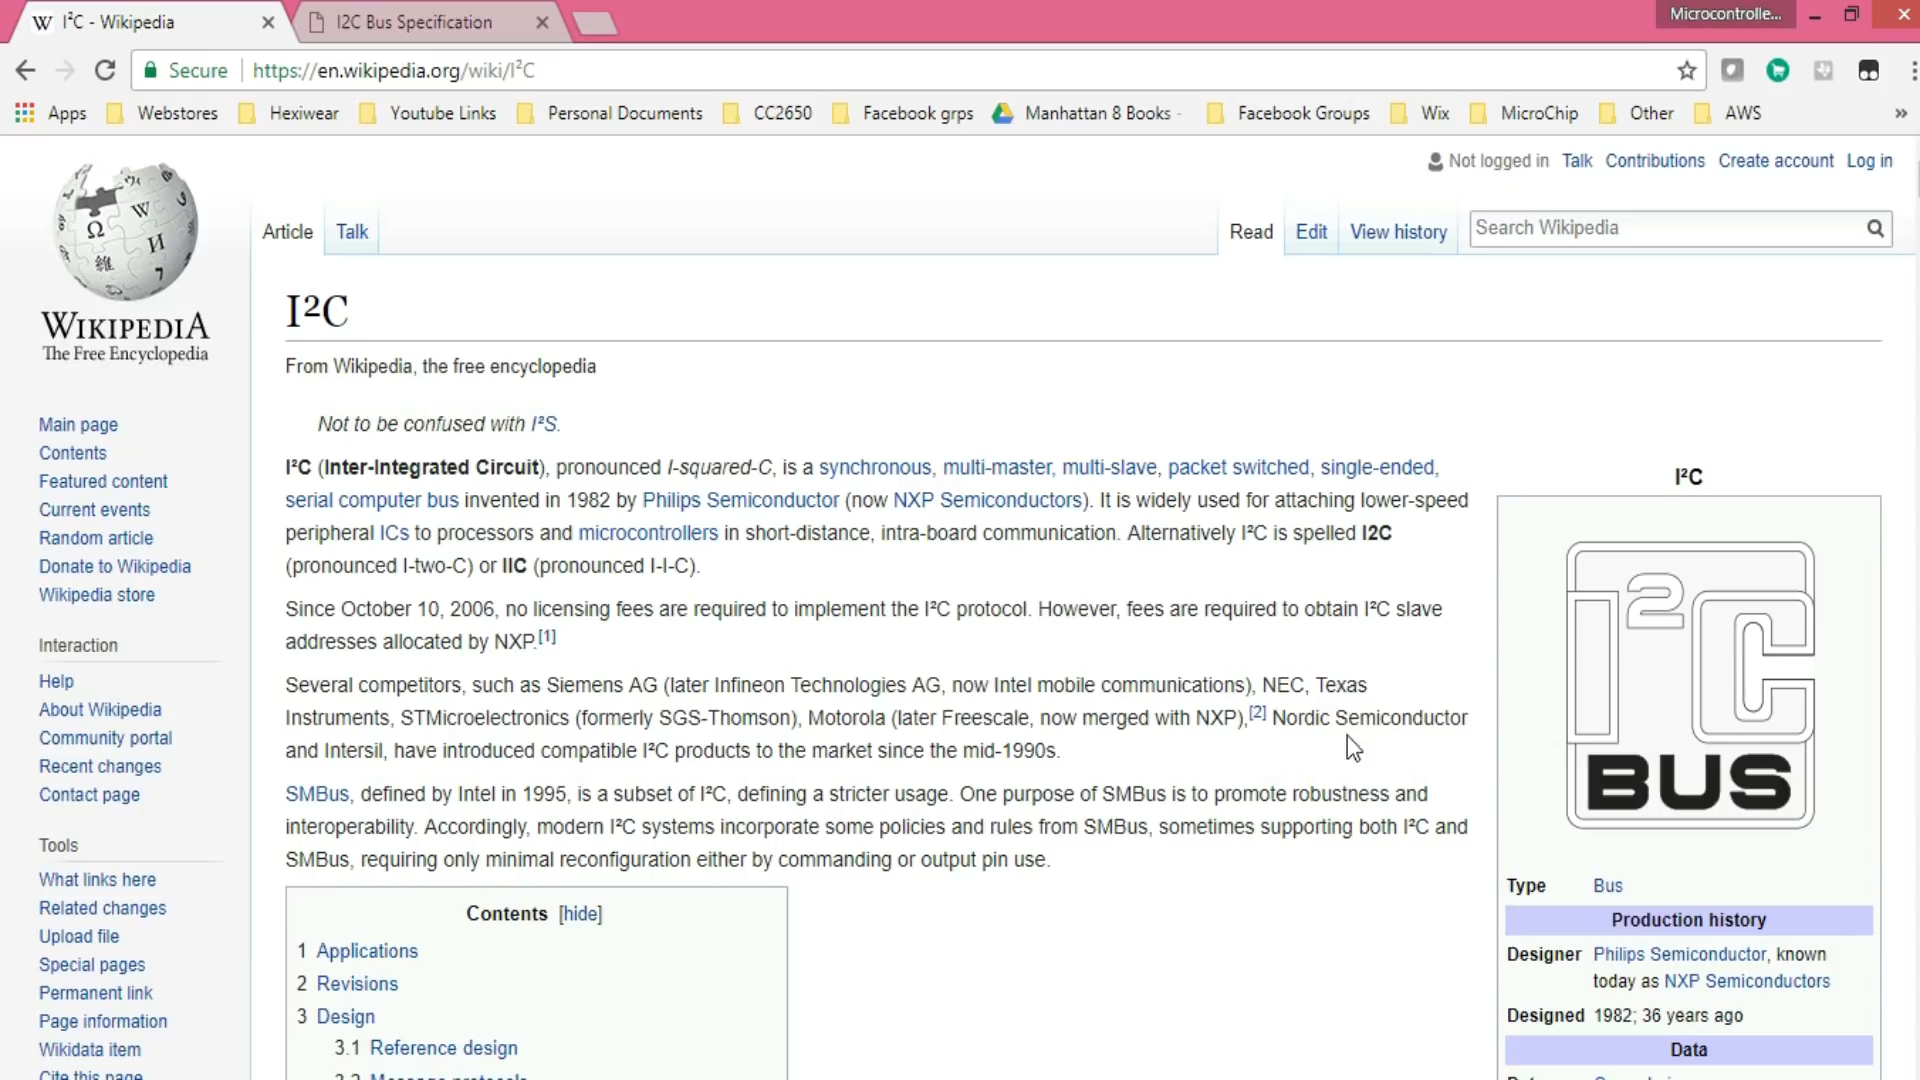 I²C - Wikipedia
I2C Bus Specification
Microcontrolle...
Secure
https://en.wikipedia.org/wiki/I²C
Apps
Webstores
Hexiwear
Youtube Links
Personal Documents
CC2650
Facebook grps
Manhattan 8 Books -
Facebook Groups
Wix
MicroChip
Other
AWS
»
Not logged in
Talk
Contributions
Create account
Log in
WIKIPEDIA
The Free Encyclopedia
Article
Talk
Read
Edit
View history
Search Wikipedia
Main page
Contents
Featured content
Current events
Random article
Donate to Wikipedia
Wikipedia store
Interaction
Help
About Wikipedia
Community portal
Recent changes
Contact page
Tools
What links here
Related changes
Upload file
Special pages
Permanent link
Page information
Wikidata item
Cite this page
I²C
From Wikipedia, the free encyclopedia
Not to be confused with I²S.
I²C (Inter-Integrated Circuit), pronounced I-squared-C, is a synchronous, multi-master, multi-slave, packet switched, single-ended,
serial computer bus invented in 1982 by Philips Semiconductor (now NXP Semiconductors). It is widely used for attaching lower-speed
peripheral ICs to processors and microcontrollers in short-distance, intra-board communication. Alternatively I²C is spelled I2C
(pronounced I-two-C) or IIC (pronounced I-I-C).
Since October 10, 2006, no licensing fees are required to implement the I²C protocol. However, fees are required to obtain I²C slave
addresses allocated by NXP.[1]
Several competitors, such as Siemens AG (later Infineon Technologies AG, now Intel mobile communications), NEC, Texas
Instruments, STMicroelectronics (formerly SGS-Thomson), Motorola (later Freescale, now merged with NXP),[2] Nordic Semiconductor
and Intersil, have introduced compatible I²C products to the market since the mid-1990s.
SMBus, defined by Intel in 1995, is a subset of I²C, defining a stricter usage. One purpose of SMBus is to promote robustness and
interoperability. Accordingly, modern I²C systems incorporate some policies and rules from SMBus, sometimes supporting both I²C and
SMBus, requiring only minimal reconfiguration either by commanding or output pin use.
Contents [hide]
1 Applications
2 Revisions
3 Design
3.1 Reference design
3.2 Message protocols
I²C
I²C
BUS
Type Bus
Production history
Designer Philips Semiconductor, known
today as NXP Semiconductors
Designed 1982; 36 years ago
Data